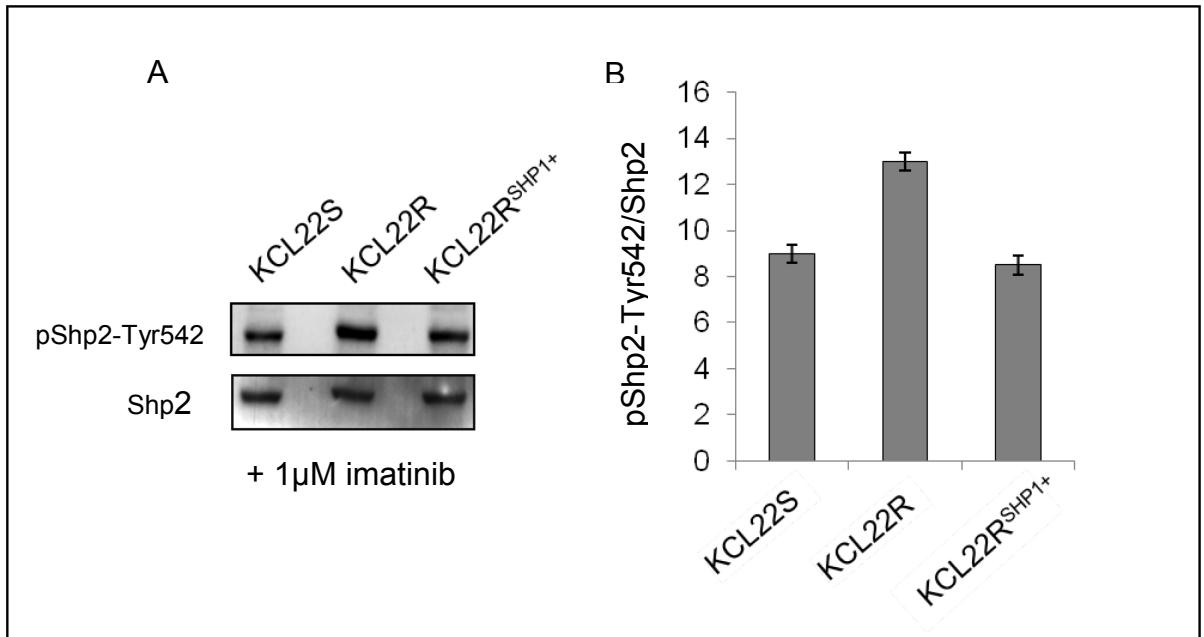 A
KCL22S
KCL22R
KCL22R^SHP1+
pShp2-Tyr542
Shp2
+ 1µM imatinib
B
pShp2-Tyr542/Shp2
16
14
12
10
8
6
4
2
0
KCL22S
KCL22R
KCL22R^SHP1+